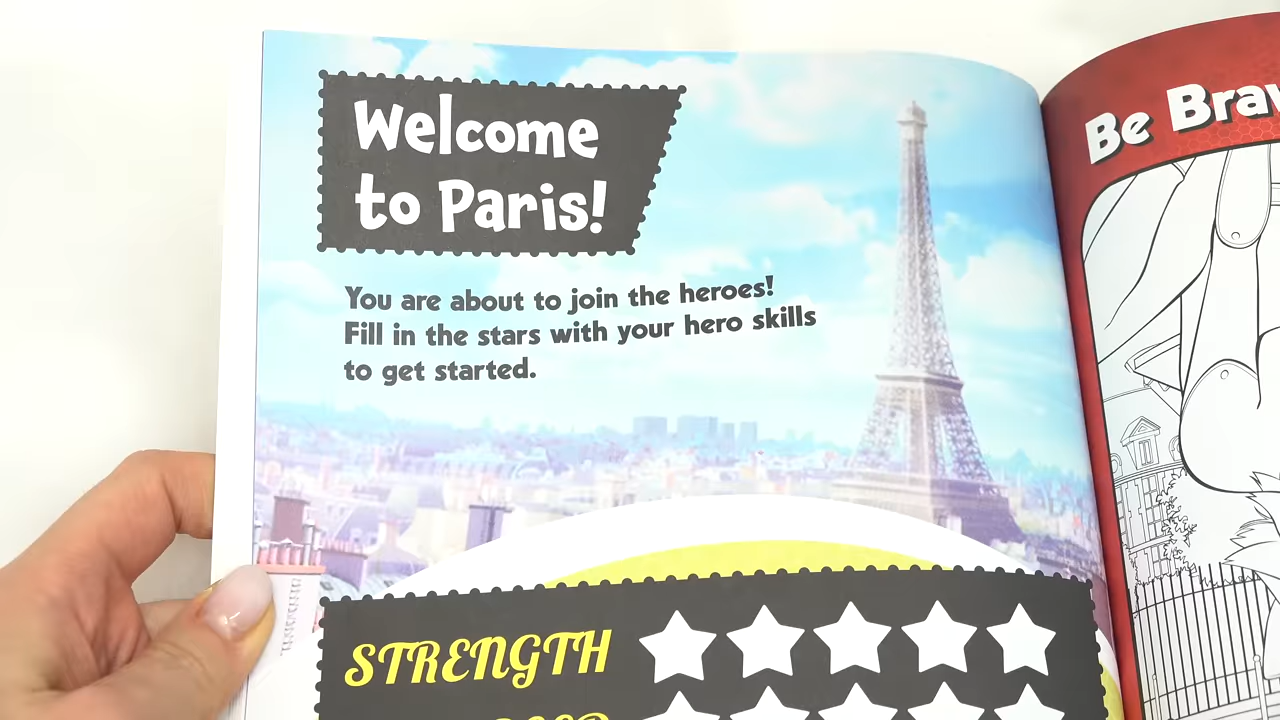 Welcome
to Paris!
You are about to join the heroes!
Fill in the stars with your hero skills
to get started.
STRENGTH
Be